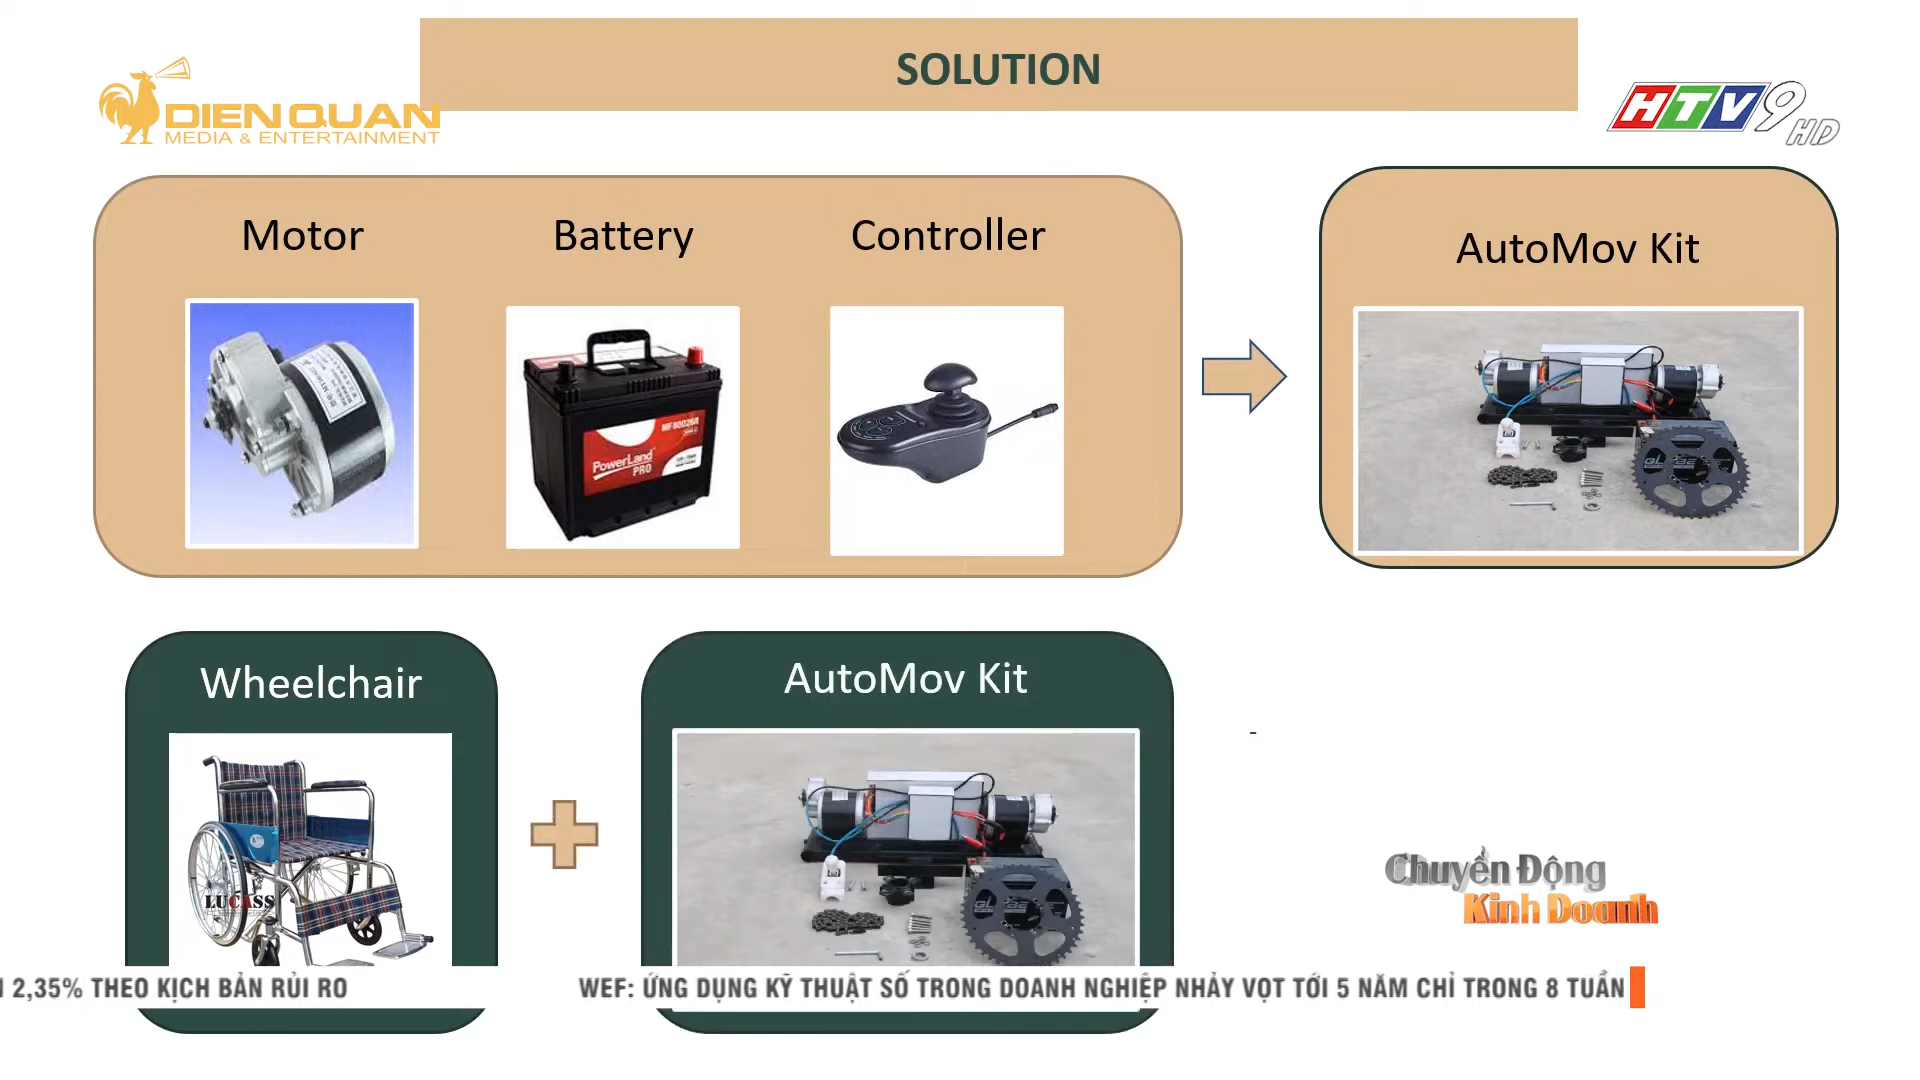 SOLUTION
DIEN QUAN
MEDIA & ENTERTAINMENT
HTV9
HD
Motor
Battery
Controller
AutoMov Kit
MF80026R
PowerLand
PRO
Wheelchair
AutoMov Kit
LUCASS
Chuyển Động
Kinh Doanh
2,35% THEO KỊCH BẢN RỦI RO
WEF: ỨNG DỤNG KỸ THUẬT SỐ TRONG DOANH NGHIỆP NHẢY VỌT TỚI 5 NĂM CHỈ TRONG 8 TUẦN